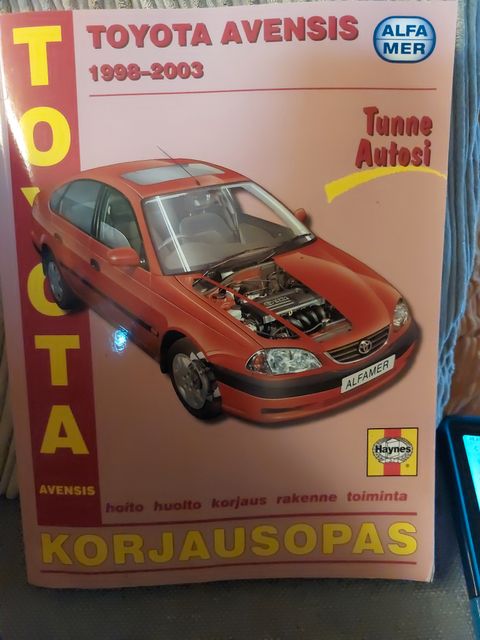 TOYOTA
TOYOTA AVENSIS
1998-2003
ALFA
MER
Tunne
Autosi
ALFAMER
Haynes
AVENSIS
hoito huolto korjaus rakenne toiminta
KORJAUSOPAS